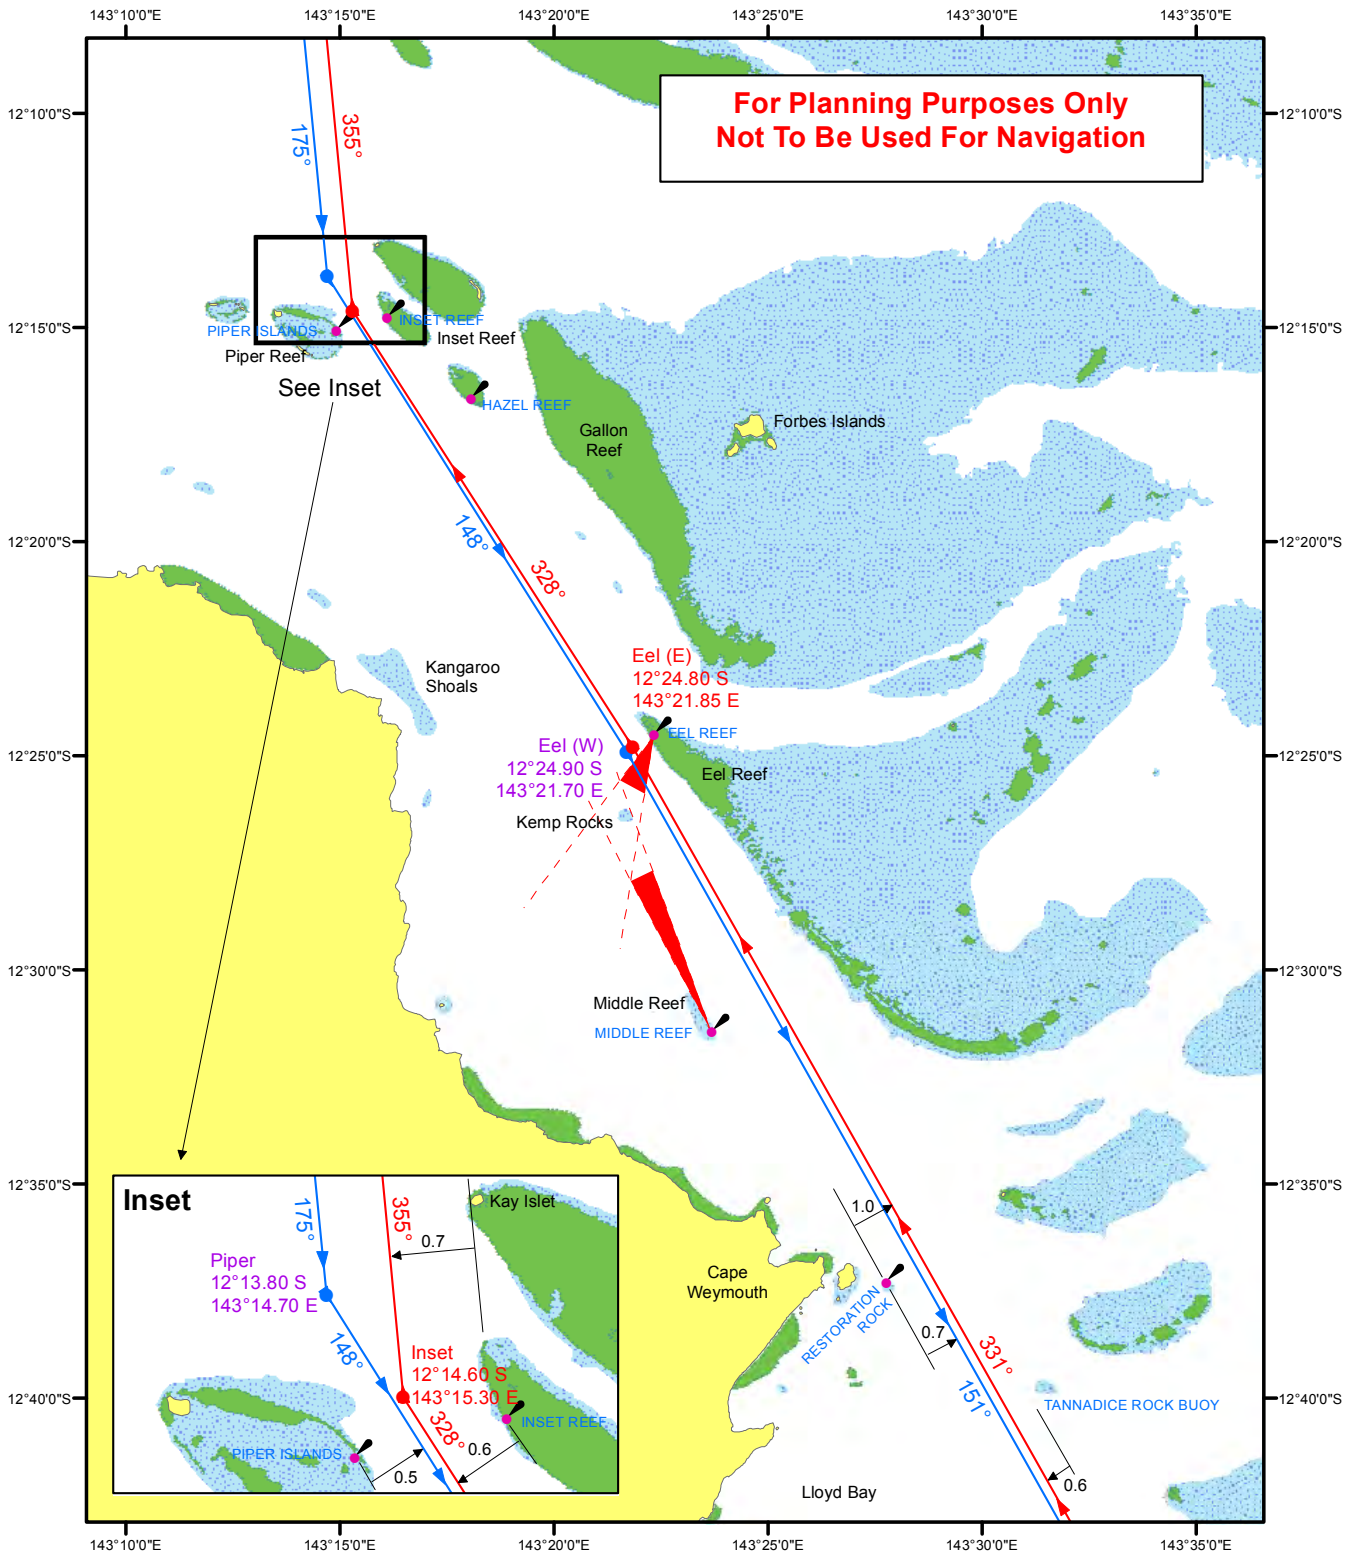 143°10'0"E
143°15'0"E
143°20'0"E
143°25'0"E
143°30'0"E
143°35'0"E
12°10'0"S
12°10'0"S
For Planning Purposes Only
Not To Be Used For Navigation
175°
355°
12°15'0"S
12°15'0"S
PIPER ISLANDS
INSET REEF
Inset Reef
Piper Reef
See Inset
HAZEL REEF
Gallon
Reef
Forbes Islands
12°20'0"S
12°20'0"S
148°
328°
Kangaroo
Shoals
Eel (E)
12°24.80 S
143°21.85 E
EEL REEF
Eel (W)
12°24.90 S
143°21.70 E
Eel Reef
12°25'0"S
12°25'0"S
Kemp Rocks
12°30'0"S
12°30'0"S
Middle Reef
MIDDLE REEF
12°35'0"S
12°35'0"S
1.0
Cape
Weymouth
RESTORATION
ROCK
0.7
331°
151°
12°40'0"S
12°40'0"S
TANNADICE ROCK BUOY
0.6
Lloyd Bay
Inset
175°
355°
Kay Islet
0.7
Piper
12°13.80 S
143°14.70 E
148°
Inset
12°14.60 S
143°15.30 E
328°
INSET REEF
0.6
PIPER ISLANDS
0.5
143°10'0"E
143°15'0"E
143°20'0"E
143°25'0"E
143°30'0"E
143°35'0"E